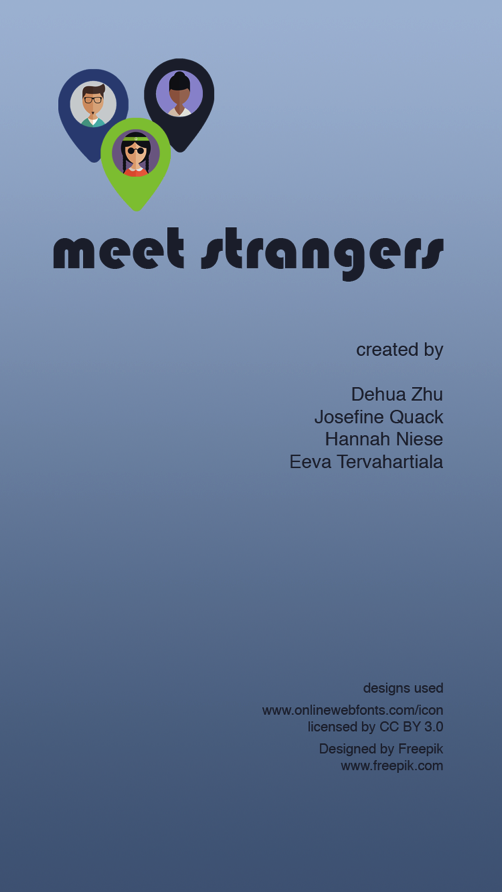 meet strangers
created by
Dehua Zhu
Josefine Quack
Hannah Niese
Eeva Tervahartiala
designs used
www.onlinewebfonts.com/icon
licensed by CC BY 3.0
Designed by Freepik
www.freepik.com